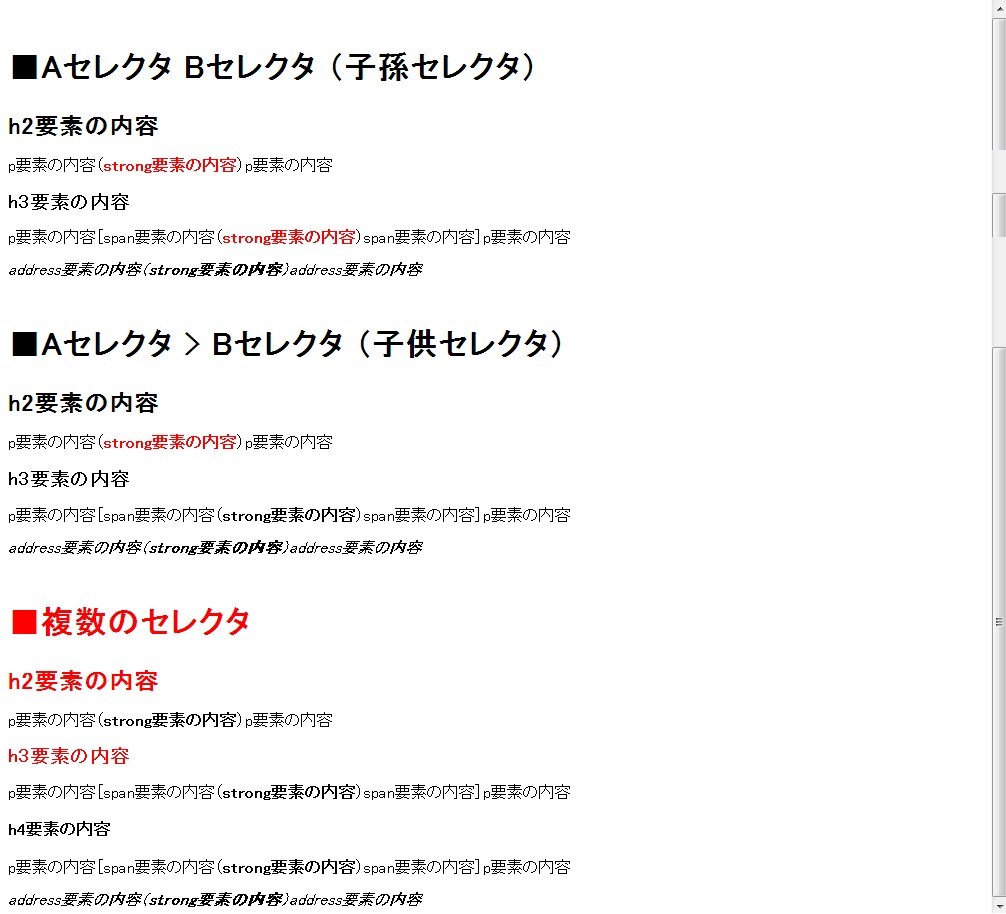 ■Aセレクタ Bセレクタ（子孫セレクタ）
h2要素の内容
p要素の内容(strong要素の内容)p要素の内容
h3要素の内容
p要素の内容[span要素の内容(strong要素の内容)span要素の内容]p要素の内容
address要素の内容(strong要素の内容)address要素の内容
■Aセレクタ > Bセレクタ（子供セレクタ）
h2要素の内容
p要素の内容(strong要素の内容)p要素の内容
h3要素の内容
p要素の内容[span要素の内容(strong要素の内容)span要素の内容]p要素の内容
address要素の内容(strong要素の内容)address要素の内容
■複数のセレクタ
h2要素の内容
p要素の内容(strong要素の内容)p要素の内容
h3要素の内容
p要素の内容[span要素の内容(strong要素の内容)span要素の内容]p要素の内容
h4要素の内容
p要素の内容[span要素の内容(strong要素の内容)span要素の内容]p要素の内容
address要素の内容(strong要素の内容)address要素の内容